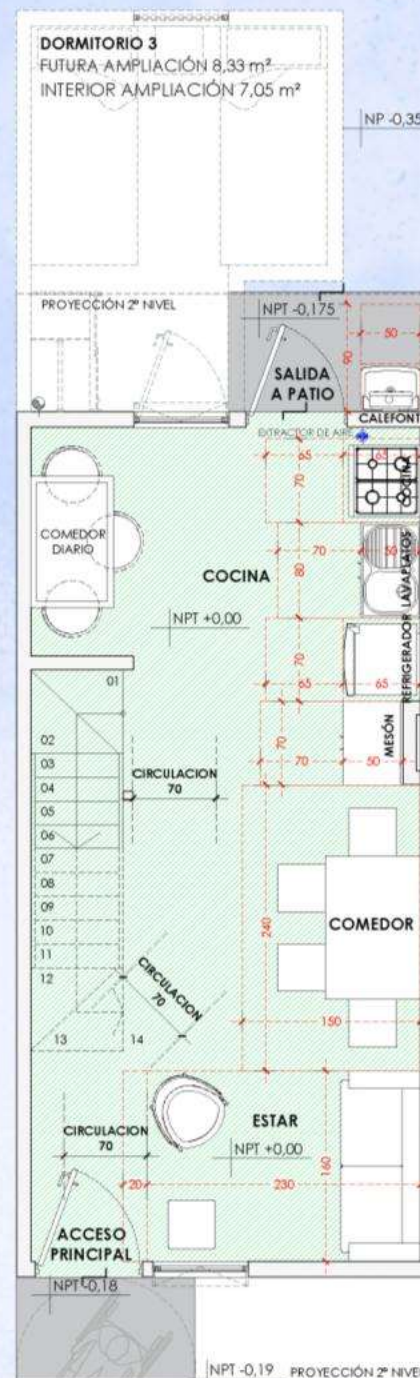 DORMITORIO 3
FUTURA AMPLIACIÓN 8,33 m²
INTERIOR AMPLIACIÓN 7,05 m²
NP -0,35
PROYECCIÓN 2º NIVEL
NPT -0,175
50
90
SALIDA
A PATIO
CALEFONT
EXTRACTOR DE AIRE
65
65
70
COCINA
COMEDOR
DIARIO
70
80
50
LAVAPLATOS
COCINA
NPT +0,00
70
65
65
REFRIGERADOR
01
02
03
04
05
06
07
08
09
10
11
12
13
14
CIRCULACION
70
70
70
50
MESÓN
240
COMEDOR
CIRCULACION
70
150
CIRCULACION
70
ESTAR
NPT +0,00
160
20
230
ACCESO
PRINCIPAL
NPT -0,18
NPT -0,19
PROYECCIÓN 2º NIVE